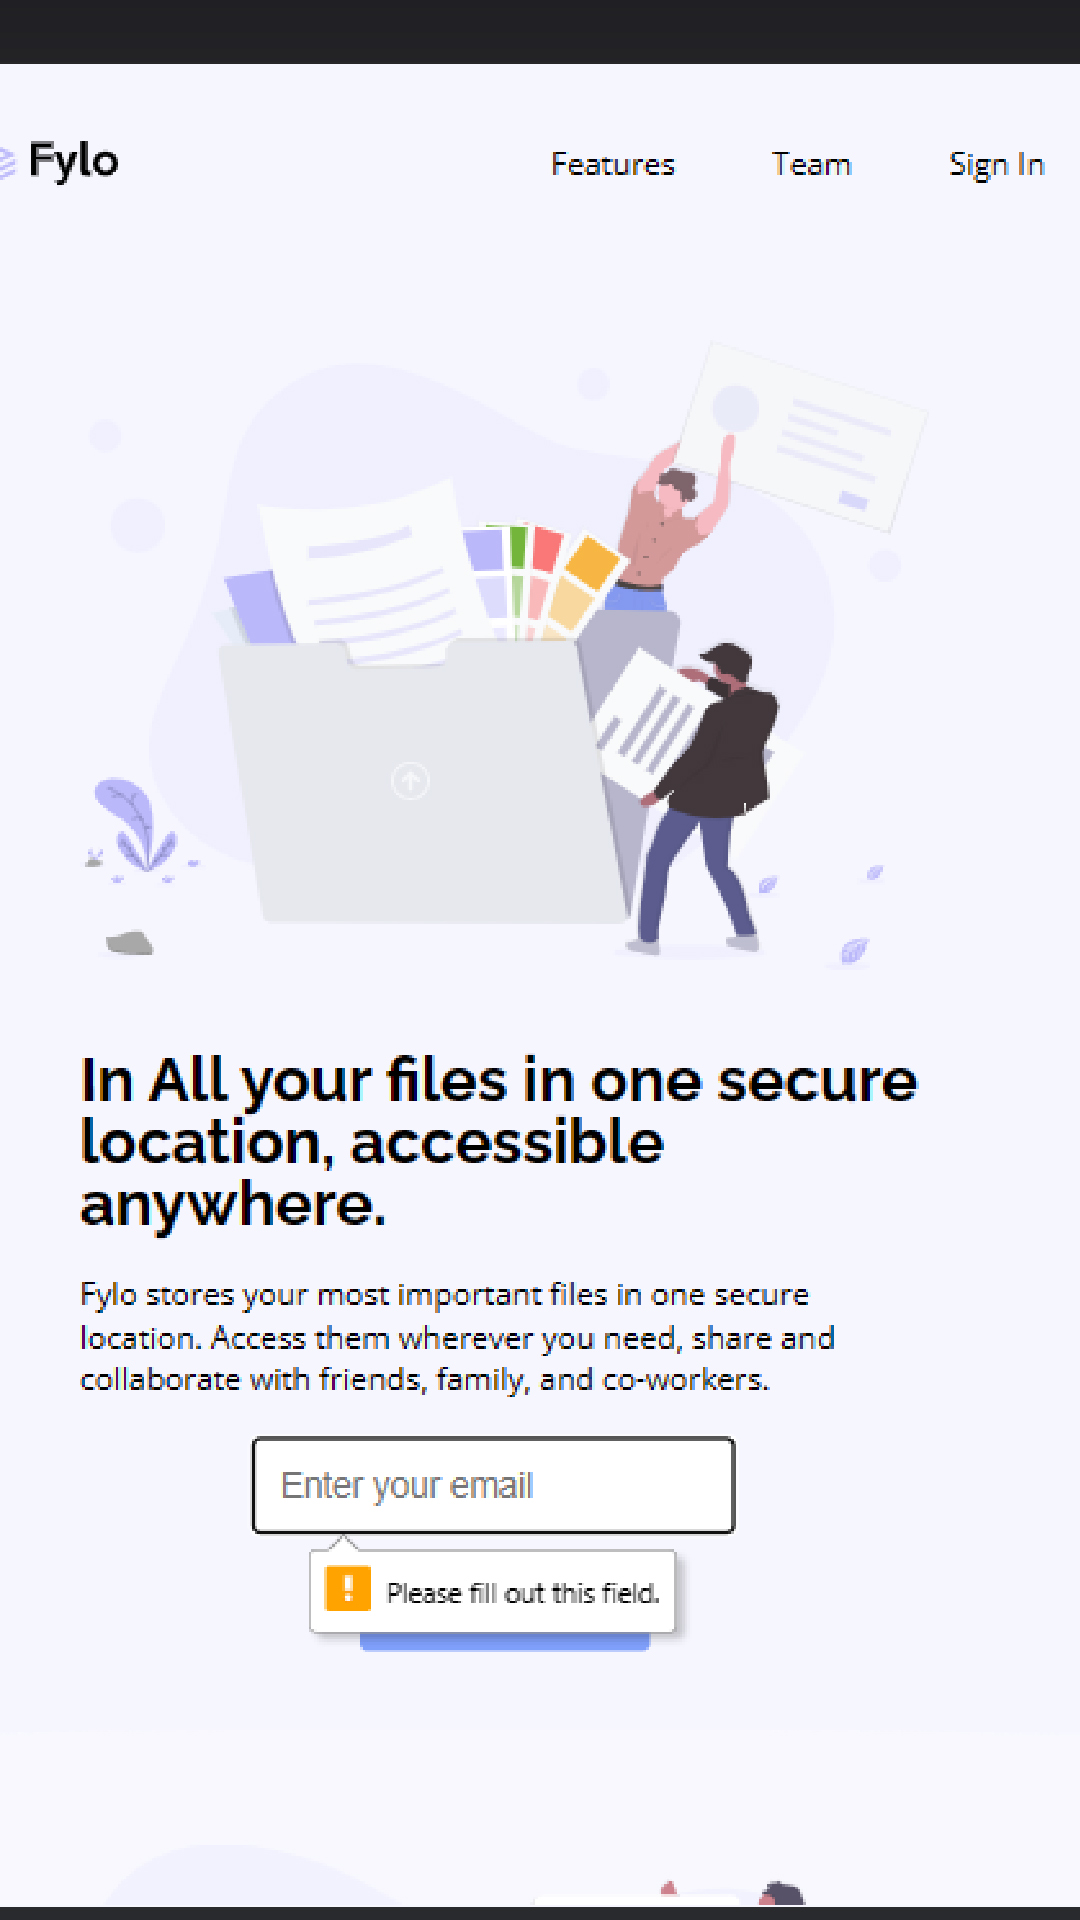 Fylo
Features
Team
Sign In
In All your files in one secure
location, accessible
anywhere.
Fylo stores your most important files in one secure
location. Access them wherever you need, share and
collaborate with friends, family, and co-workers.
Enter your email
Please fill out this field.